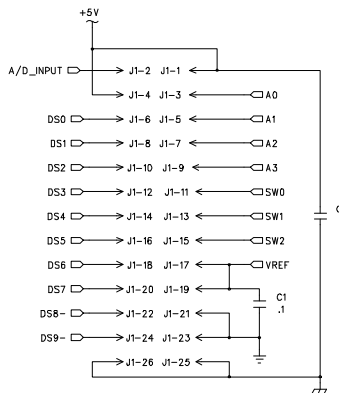 +5V
A/D_INPUT J1-2 J1-1
J1-4 J1-3 A0
DS0 J1-6 J1-5 A1
DS1 J1-8 J1-7 A2
DS2 J1-10 J1-9 A3
DS3 J1-12 J1-11 SW0
DS4 J1-14 J1-13 SW1
C
DS5 J1-16 J1-15 SW2
DS6 J1-18 J1-17 VREF
DS7 J1-20 J1-19
C1
.1
DS8- J1-22 J1-21
DS9- J1-24 J1-23
J1-26 J1-25